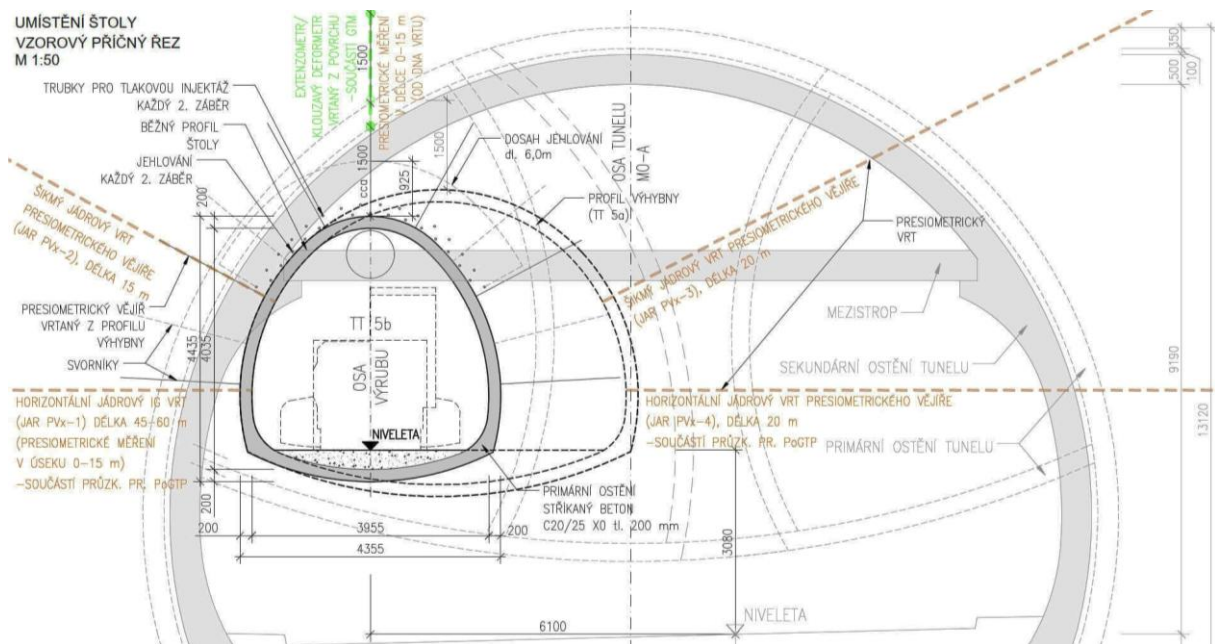 UMÍSTĚNÍ ŠTOLY
VZOROVÝ PŘÍČNÝ ŘEZ
M 1:50
TRUBKY PRO TLAKOVOU INJEKTÁŽ
KAŽDÝ 2. ZÁBĚR
BĚŽNÝ PROFIL
ŠTOLY
JEHLOVÁNÍ
KAŽDÝ 2. ZÁBĚR
EXTENZOMETR/
KLOUZAVÝ DEFORMETR
VRTANÝ Z POVRCHU
-SOUČÁSTÍ GTM
1500
PRESIOMETRICKÉ MĚŘENÍ
V DÉLCE 0-15 m
(OD DNA VRTU)
ccd 1500
925
1500
DOSAH JEHLOVÁNÍ
dl. 6,0m
OSA TUNELU
MO-A
PROFIL VÝHYBNY
(TT 5a)
350
500
100
200
ŠIKMÝ JÁDROVÝ VRT
PRESIOMETRICKÉHO VĚJÍŘE
(JAR PVx-2), DÉLKA 15 m
PRESIOMETRICKÝ
VRT
ŠIKMÝ JÁDROVÝ VRT PRESIOMETRICKÉHO VĚJÍŘE
(JAR PVx-3), DÉLKA 20 m
MEZISTROP
PRESIOMETRICKÝ VĚJÍŘ
VRTANÝ Z PROFILU
VÝHYBNY
SVORNÍKY
4435
4035
TT 5b
OSA
VÝRUBU
SEKUNDÁRNÍ OSTĚNÍ TUNELU
9190
13120
HORIZONTÁLNÍ JÁDROVÝ IG VRT
(JAR PVx-1) DÉLKA 45-60 m
(PRESIOMETRICKÉ MĚŘENÍ
V ÚSEKU 0-15 m)
-SOUČÁSTÍ PRŮZK. PR. PoGTP
HORIZONTÁLNÍ JÁDROVÝ VRT PRESIOMETRICKÉHO VĚJÍŘE
(JAR PVx-4), DÉLKA 20 m
-SOUČÁSTÍ PRŮZK. PR. PoGTP
NIVELETA
PRIMÁRNÍ OSTĚNÍ TUNELU
200
PRIMÁRNÍ OSTĚNÍ
STŘÍKANÝ BETON
C20/25 X0 tl. 200 mm
200
3955
200
4355
3080
NIVELETA
6100